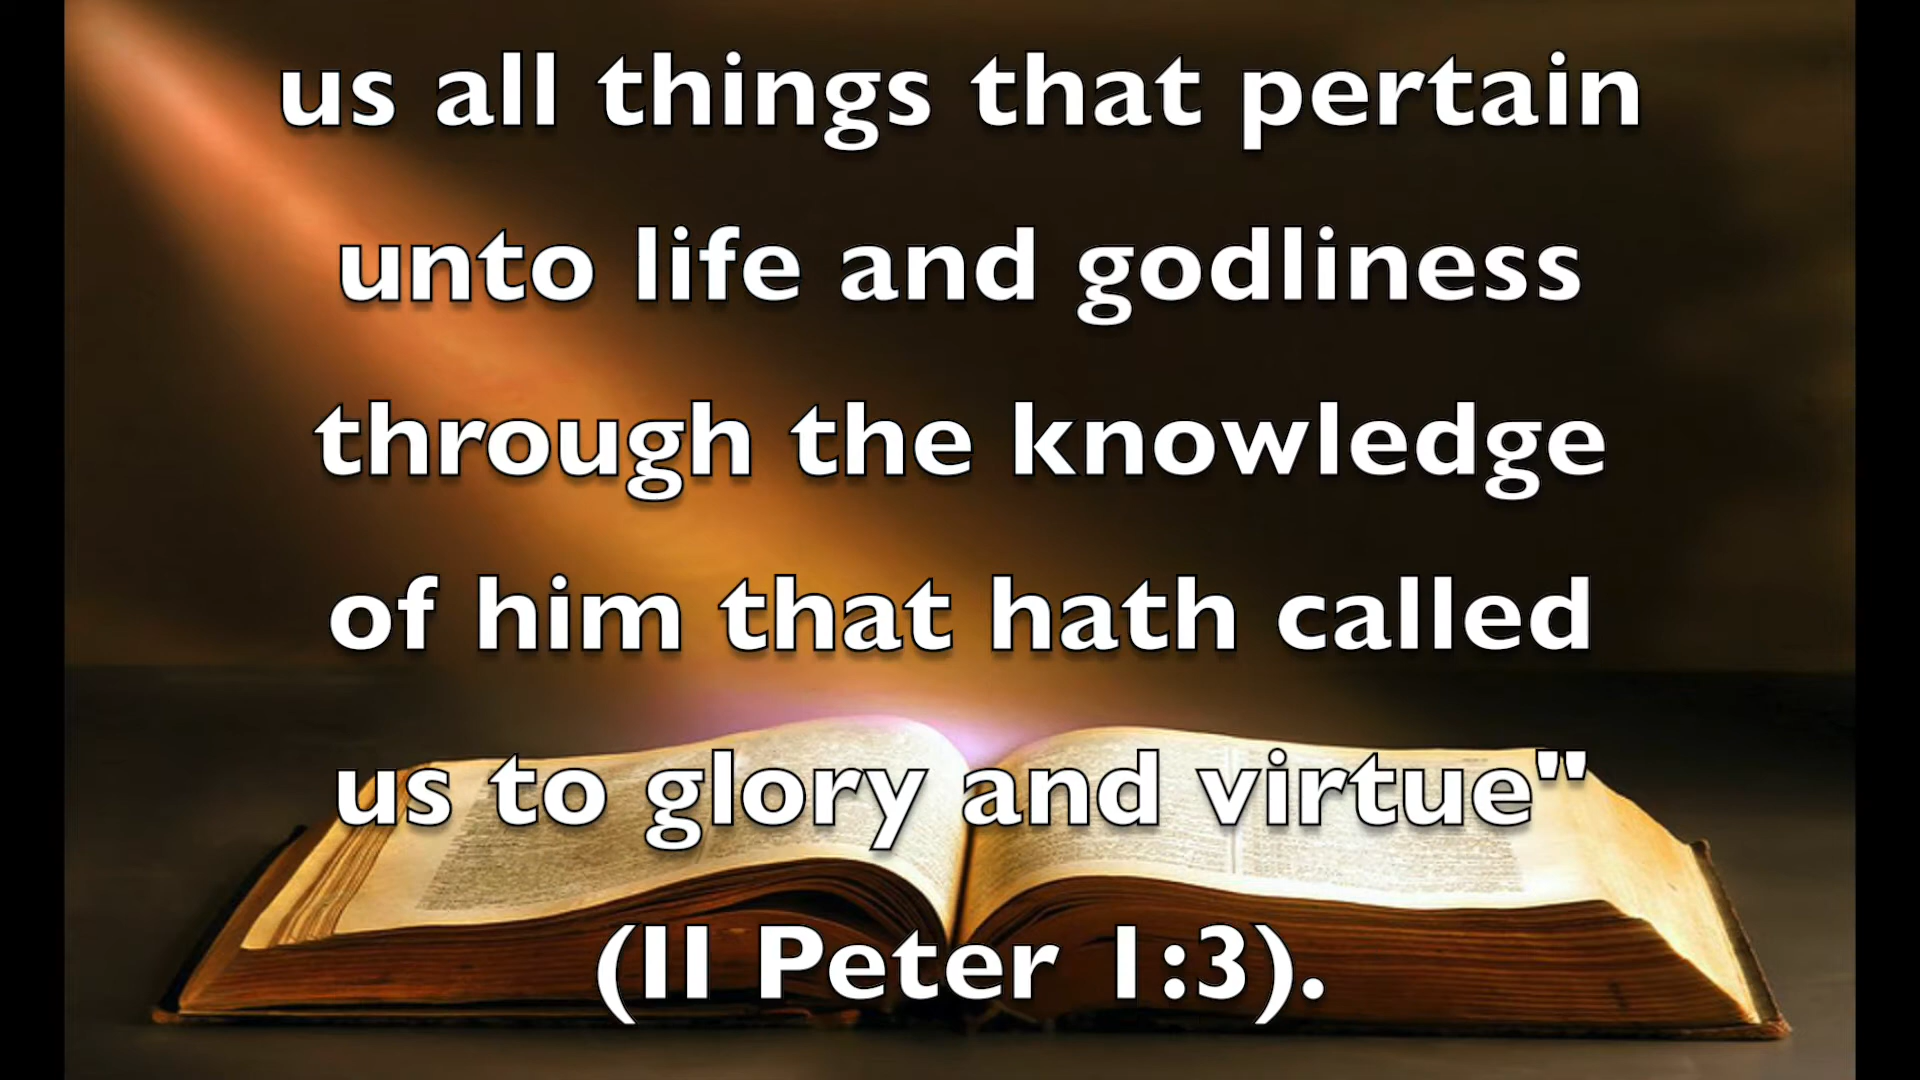 us all things that pertain
unto life and godliness
through the knowledge
of him that hath called
us to glory and virtue"
(II Peter 1:3).